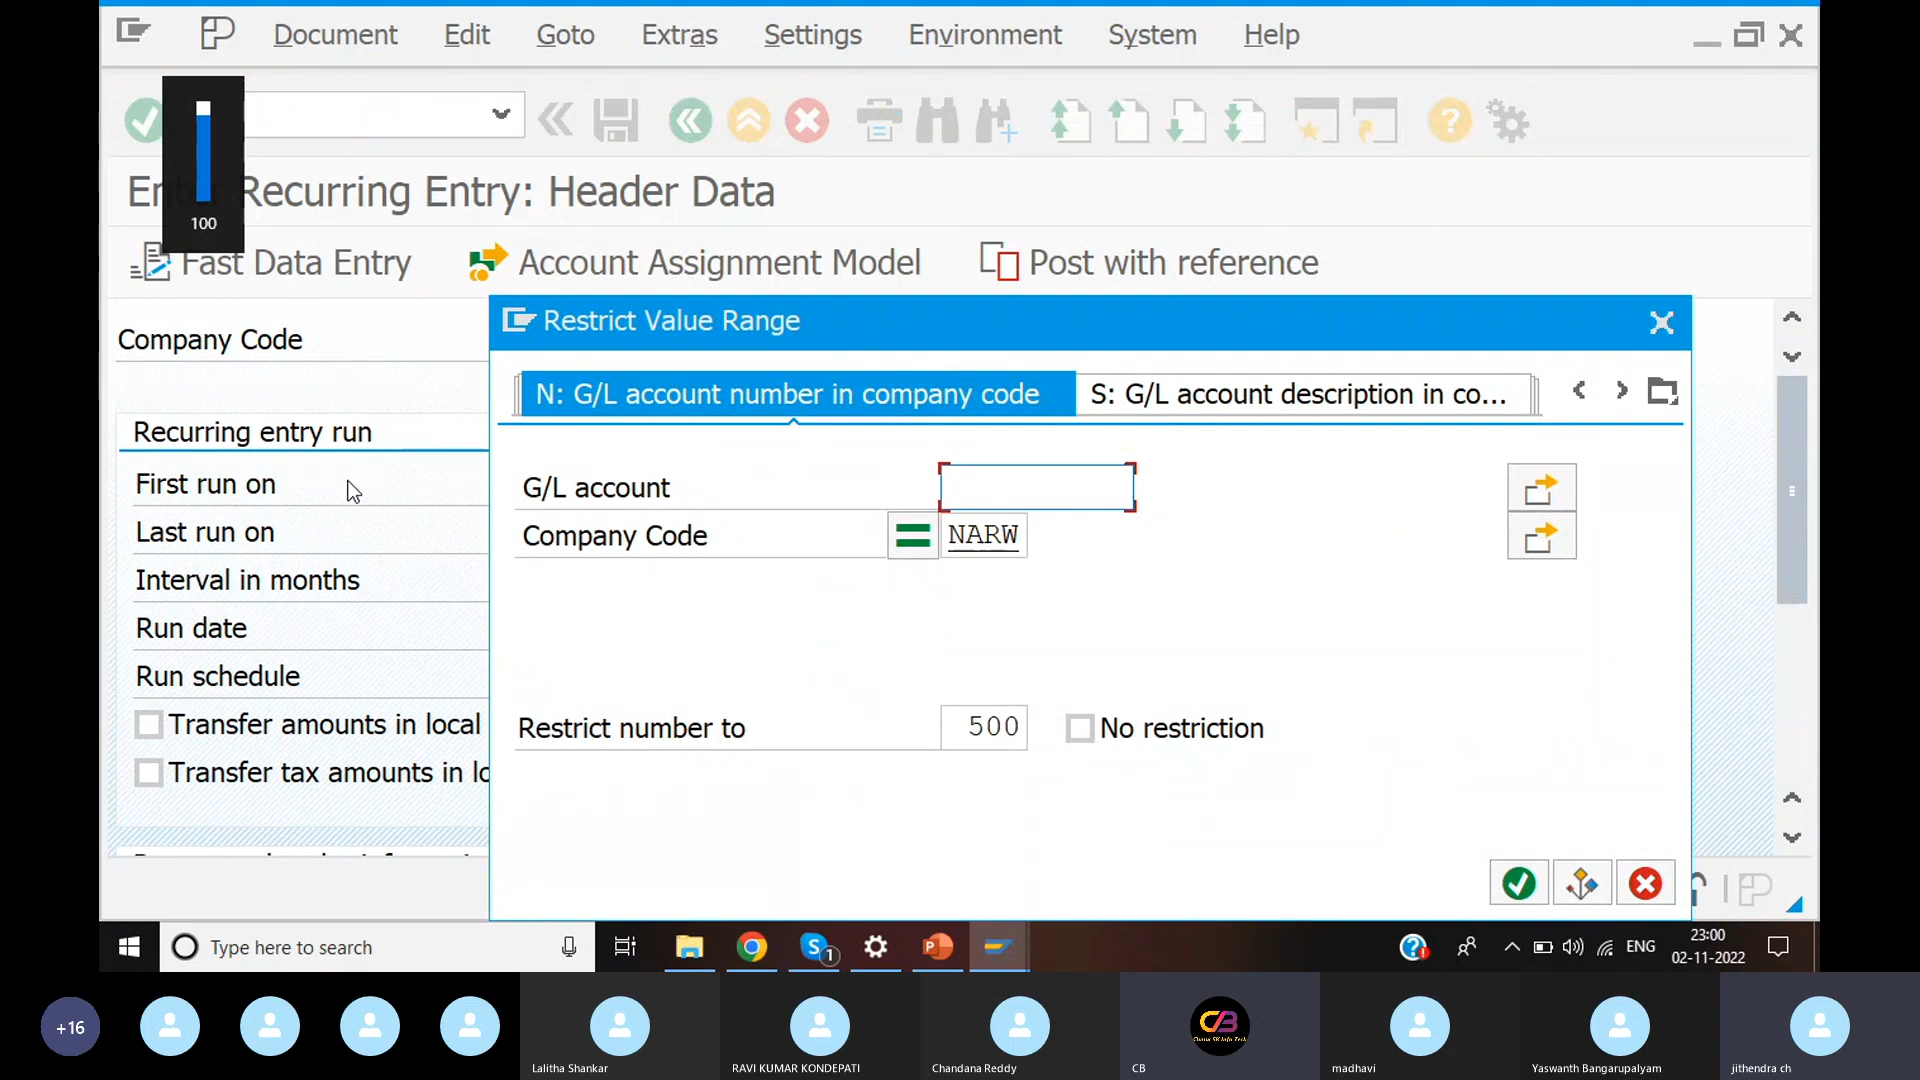 Document Edit Goto Extras Settings Environment System Help
100
Enter Recurring Entry: Header Data
Fast Data Entry Account Assignment Model Post with reference
Company Code
Recurring entry run
First run on
Last run on
Interval in months
Run date
Run schedule
Transfer amounts in local
Transfer tax amounts in lo
Restrict Value Range
N: G/L account number in company code S: G/L account description in co...
G/L account
Company Code NARW
Restrict number to 500 No restriction
Type here to search
1
ENG
23:00
02-11-2022
+16
Lalitha Shankar
RAVI KUMAR KONDEPATI
Chandana Reddy
CB
CB
madhavi
Yaswanth Bangarupalyam
jithendra ch